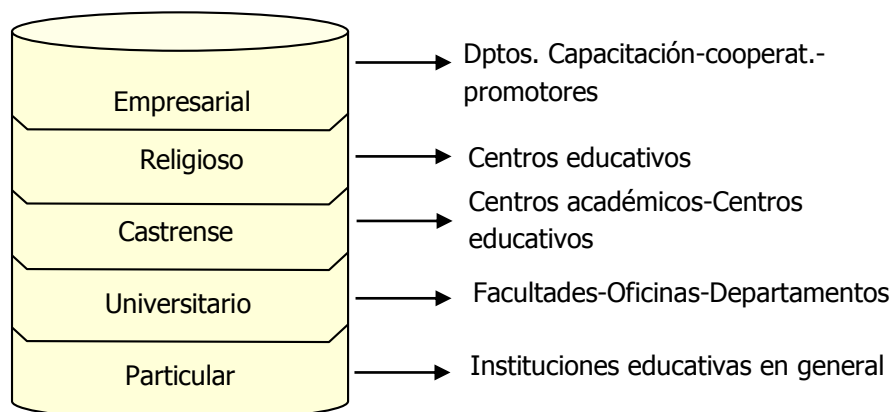 Empresarial
Dptos. Capacitación-cooperat.-
promotores
Religioso
Centros educativos
Castrense
Centros académicos-Centros
educativos
Universitario
Facultades-Oficinas-Departamentos
Particular
Instituciones educativas en general